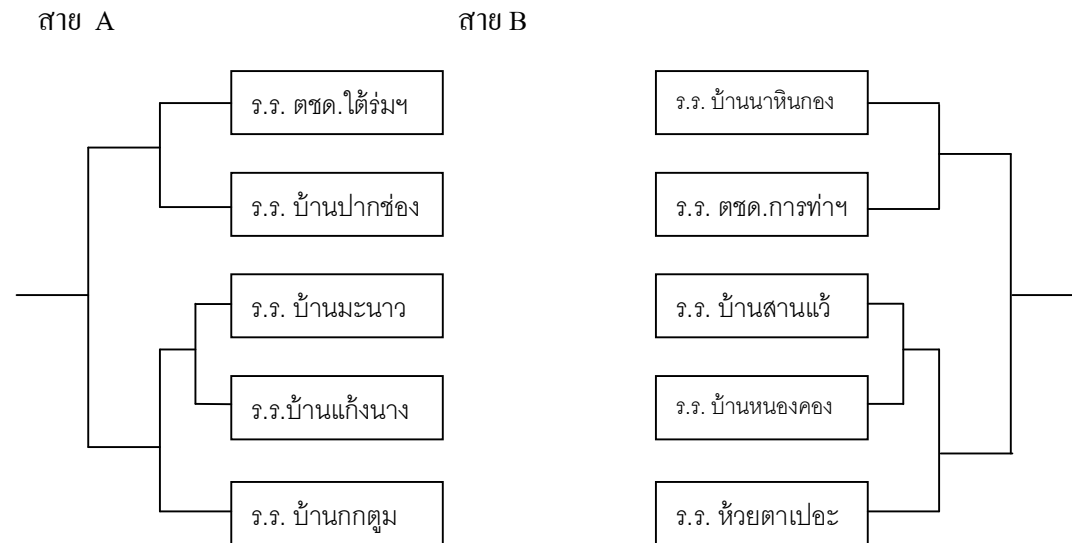 สาย A
สาย B
ร.ร. ตชด.ใต้ร่มฯ
ร.ร. บ้านนาหินกอง
ร.ร. บ้านปากช่อง
ร.ร. ตชด.การท่าฯ
ร.ร. บ้านมะนาว
ร.ร. บ้านสานแว้
ร.ร.บ้านแก้งนาง
ร.ร. บ้านหนองคอง
ร.ร. บ้านกกตูม
ร.ร. ห้วยตาเปอะ